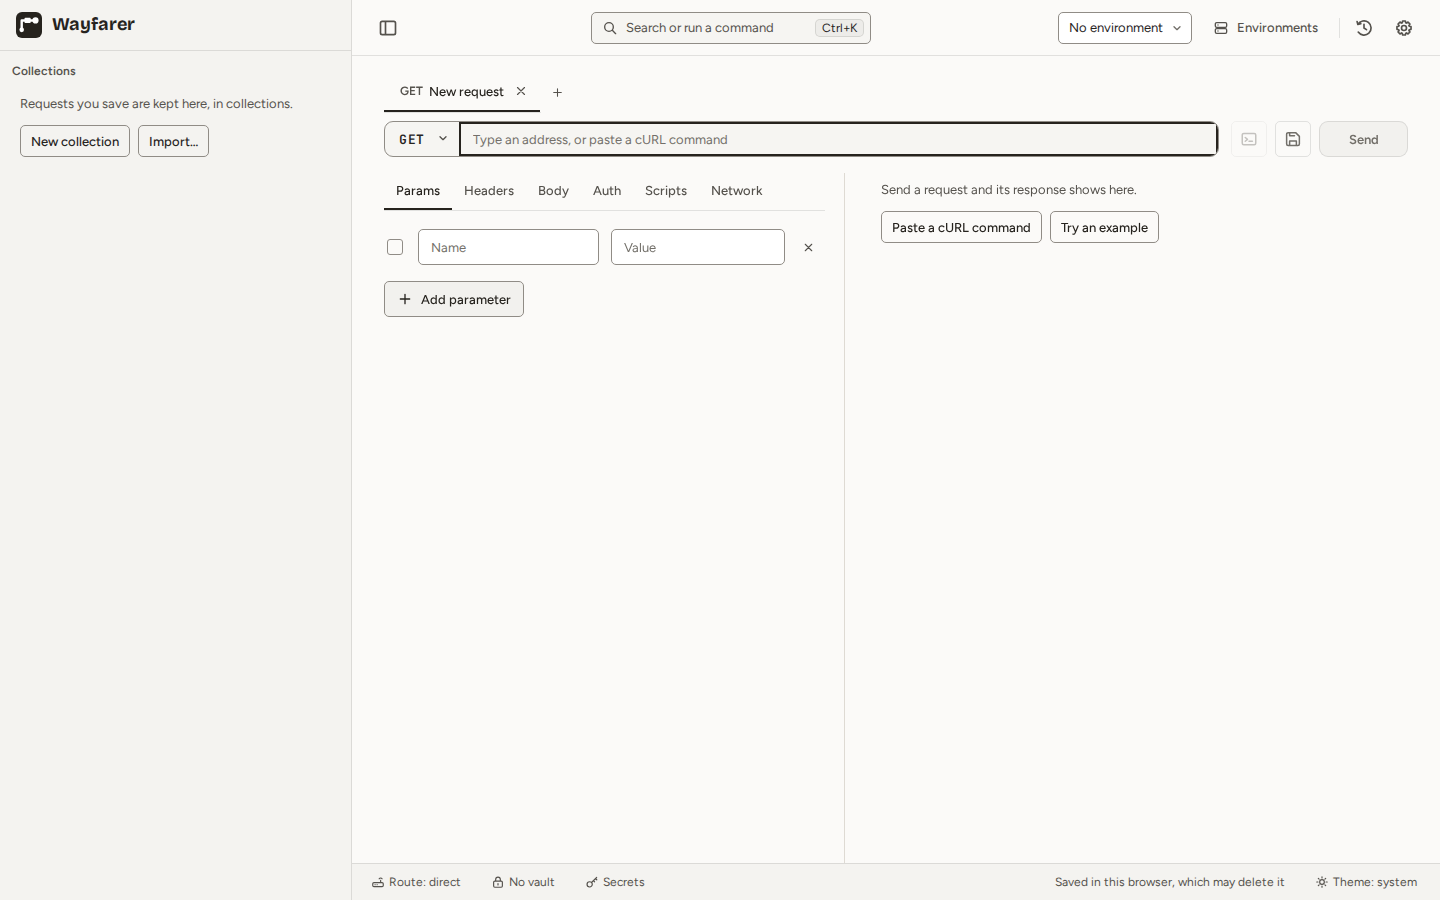 Wayfarer
Search or run a command
Ctrl+K
No environment
Environments
Collections
Requests you save are kept here, in collections.
New collection
Import...
GET New request
GET
Type an address, or paste a cURL command
Send
Params
Headers
Body
Auth
Scripts
Network
Name
Value
Add parameter
Send a request and its response shows here.
Paste a cURL command
Try an example
Route: direct
No vault
Secrets
Saved in this browser, which may delete it
Theme: system